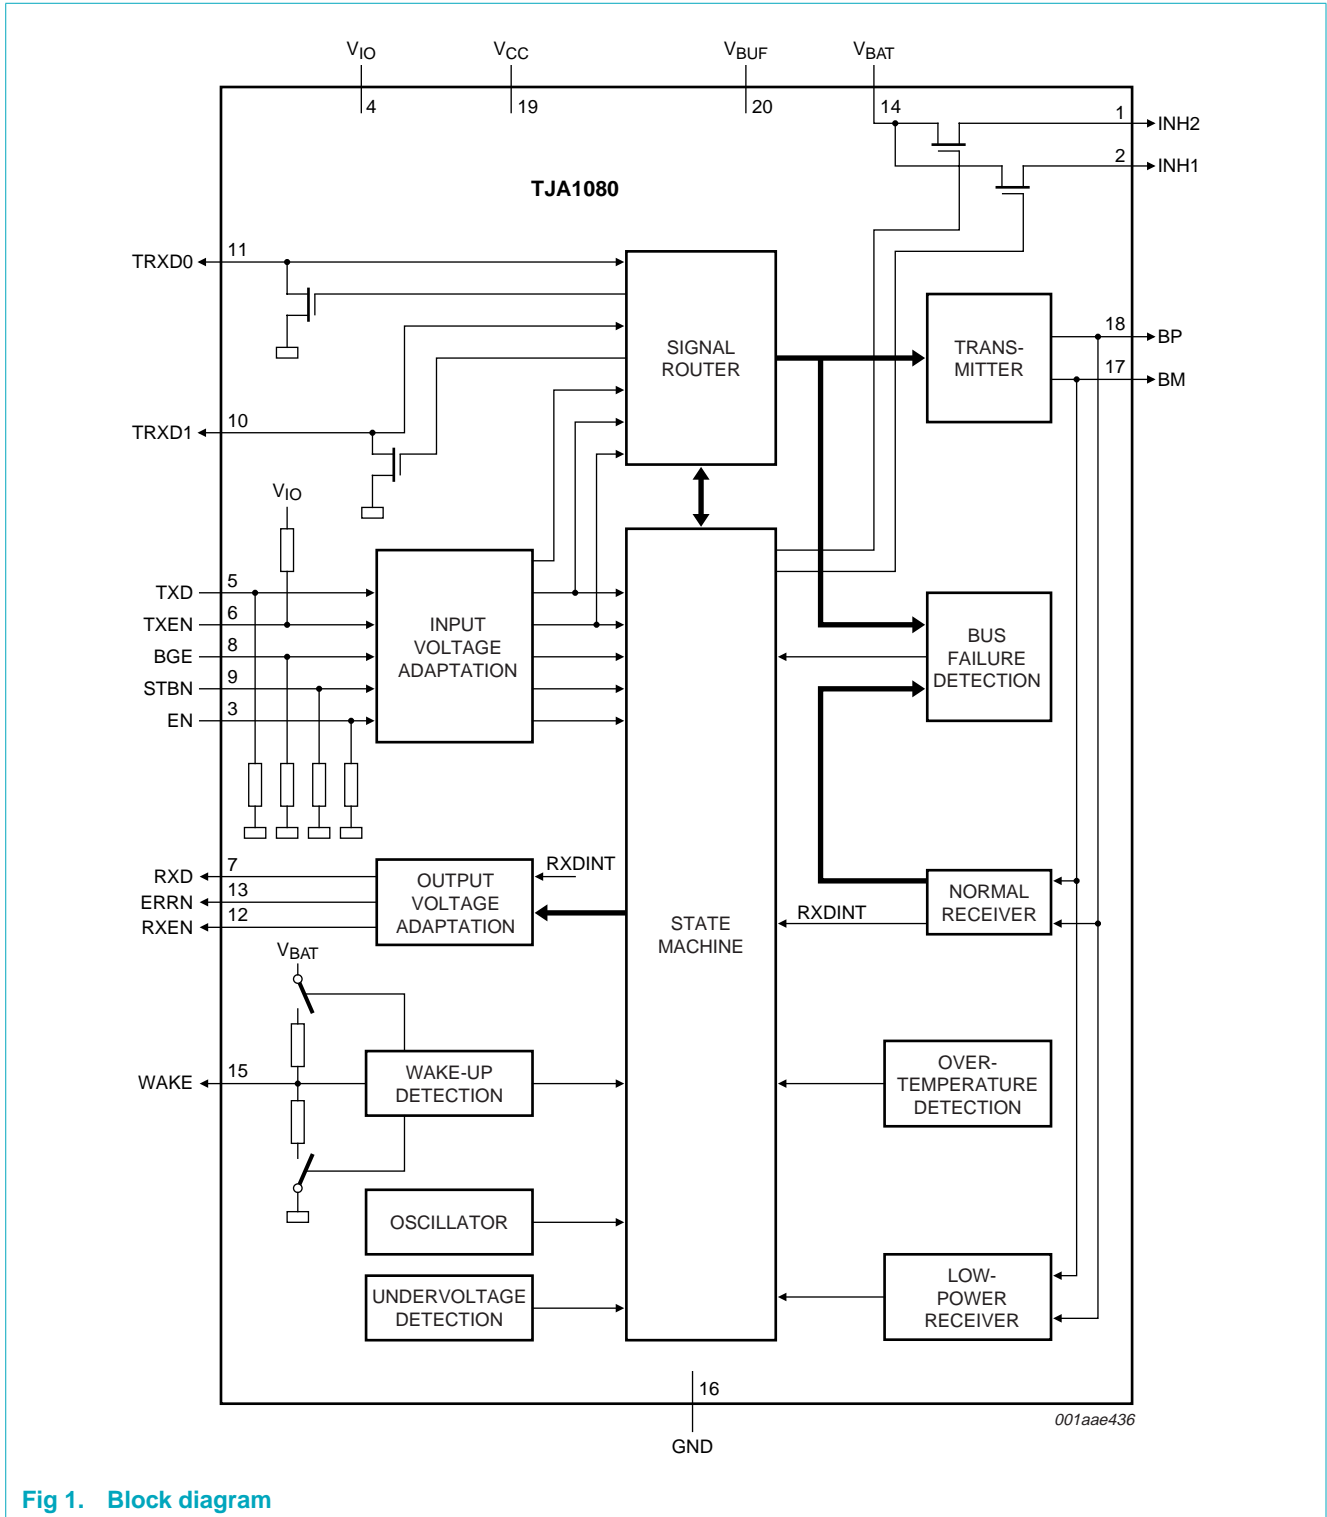 VIO VCC VBUF VBAT
4 19 20 14
1 INH2
2 INH1
TJA1080
TRXD0 11
SIGNAL
ROUTER
TRANS-
MITTER
18 BP
17 BM
TRXD1 10
VIO
TXD 5
TXEN 6
BGE 8
STBN 9
EN 3
INPUT
VOLTAGE
ADAPTATION
BUS
FAILURE
DETECTION
RXD 7
ERRN 13
RXEN 12
OUTPUT
VOLTAGE
ADAPTATION
RXDINT
STATE
MACHINE
RXDINT
NORMAL
RECEIVER
VBAT
WAKE 15
WAKE-UP
DETECTION
OVER-
TEMPERATURE
DETECTION
OSCILLATOR
UNDERVOLTAGE
DETECTION
LOW-
POWER
RECEIVER
16
GND
001aae436
Fig 1. Block diagram